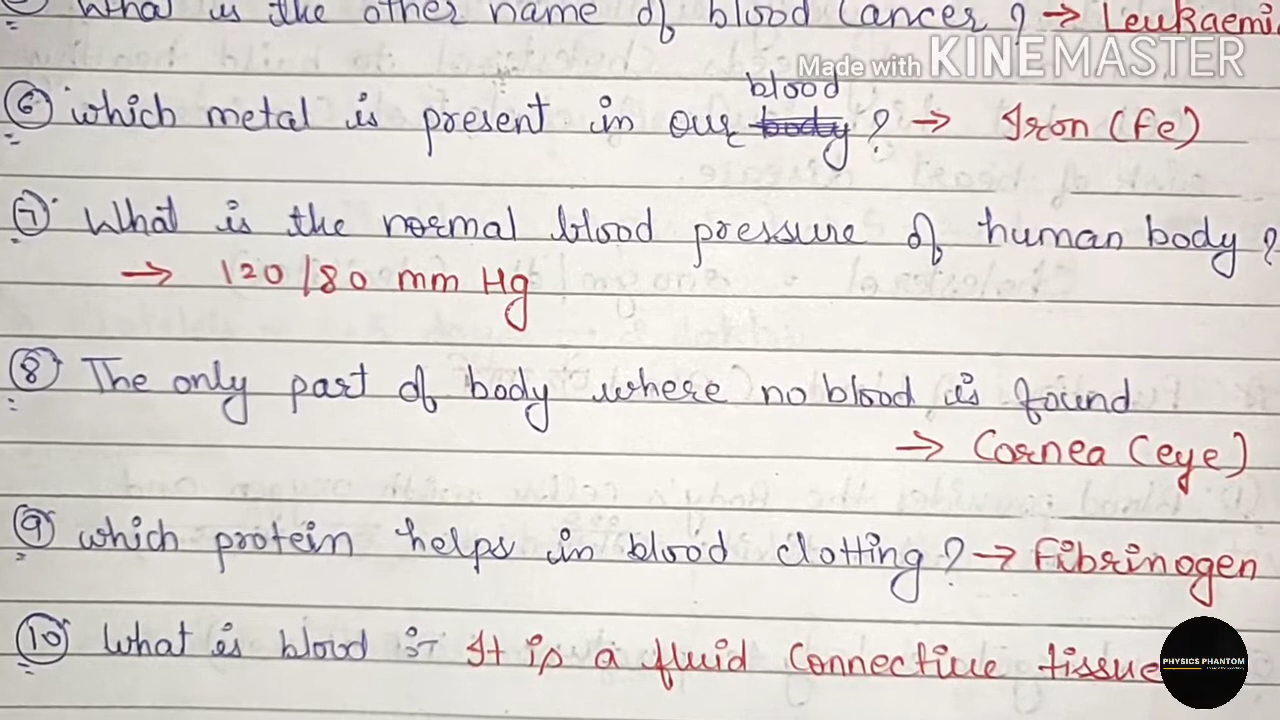 What is the other name of blood Cancer ? → Leukaemi
Made with KINEMASTER
blood
⑥ which metal is present in our body ? → Iron (Fe)
⑦ What is the normal blood pressure of human body ?
→ 120/80 mm Hg
⑧ The only part of body where no blood is found
→ Cornea (eye)
⑨ which protein helps in blood clotting ? → Fibrinogen
⑩ What is blood :- It is a fluid Connective tissue
PHYSICS PHANTOM